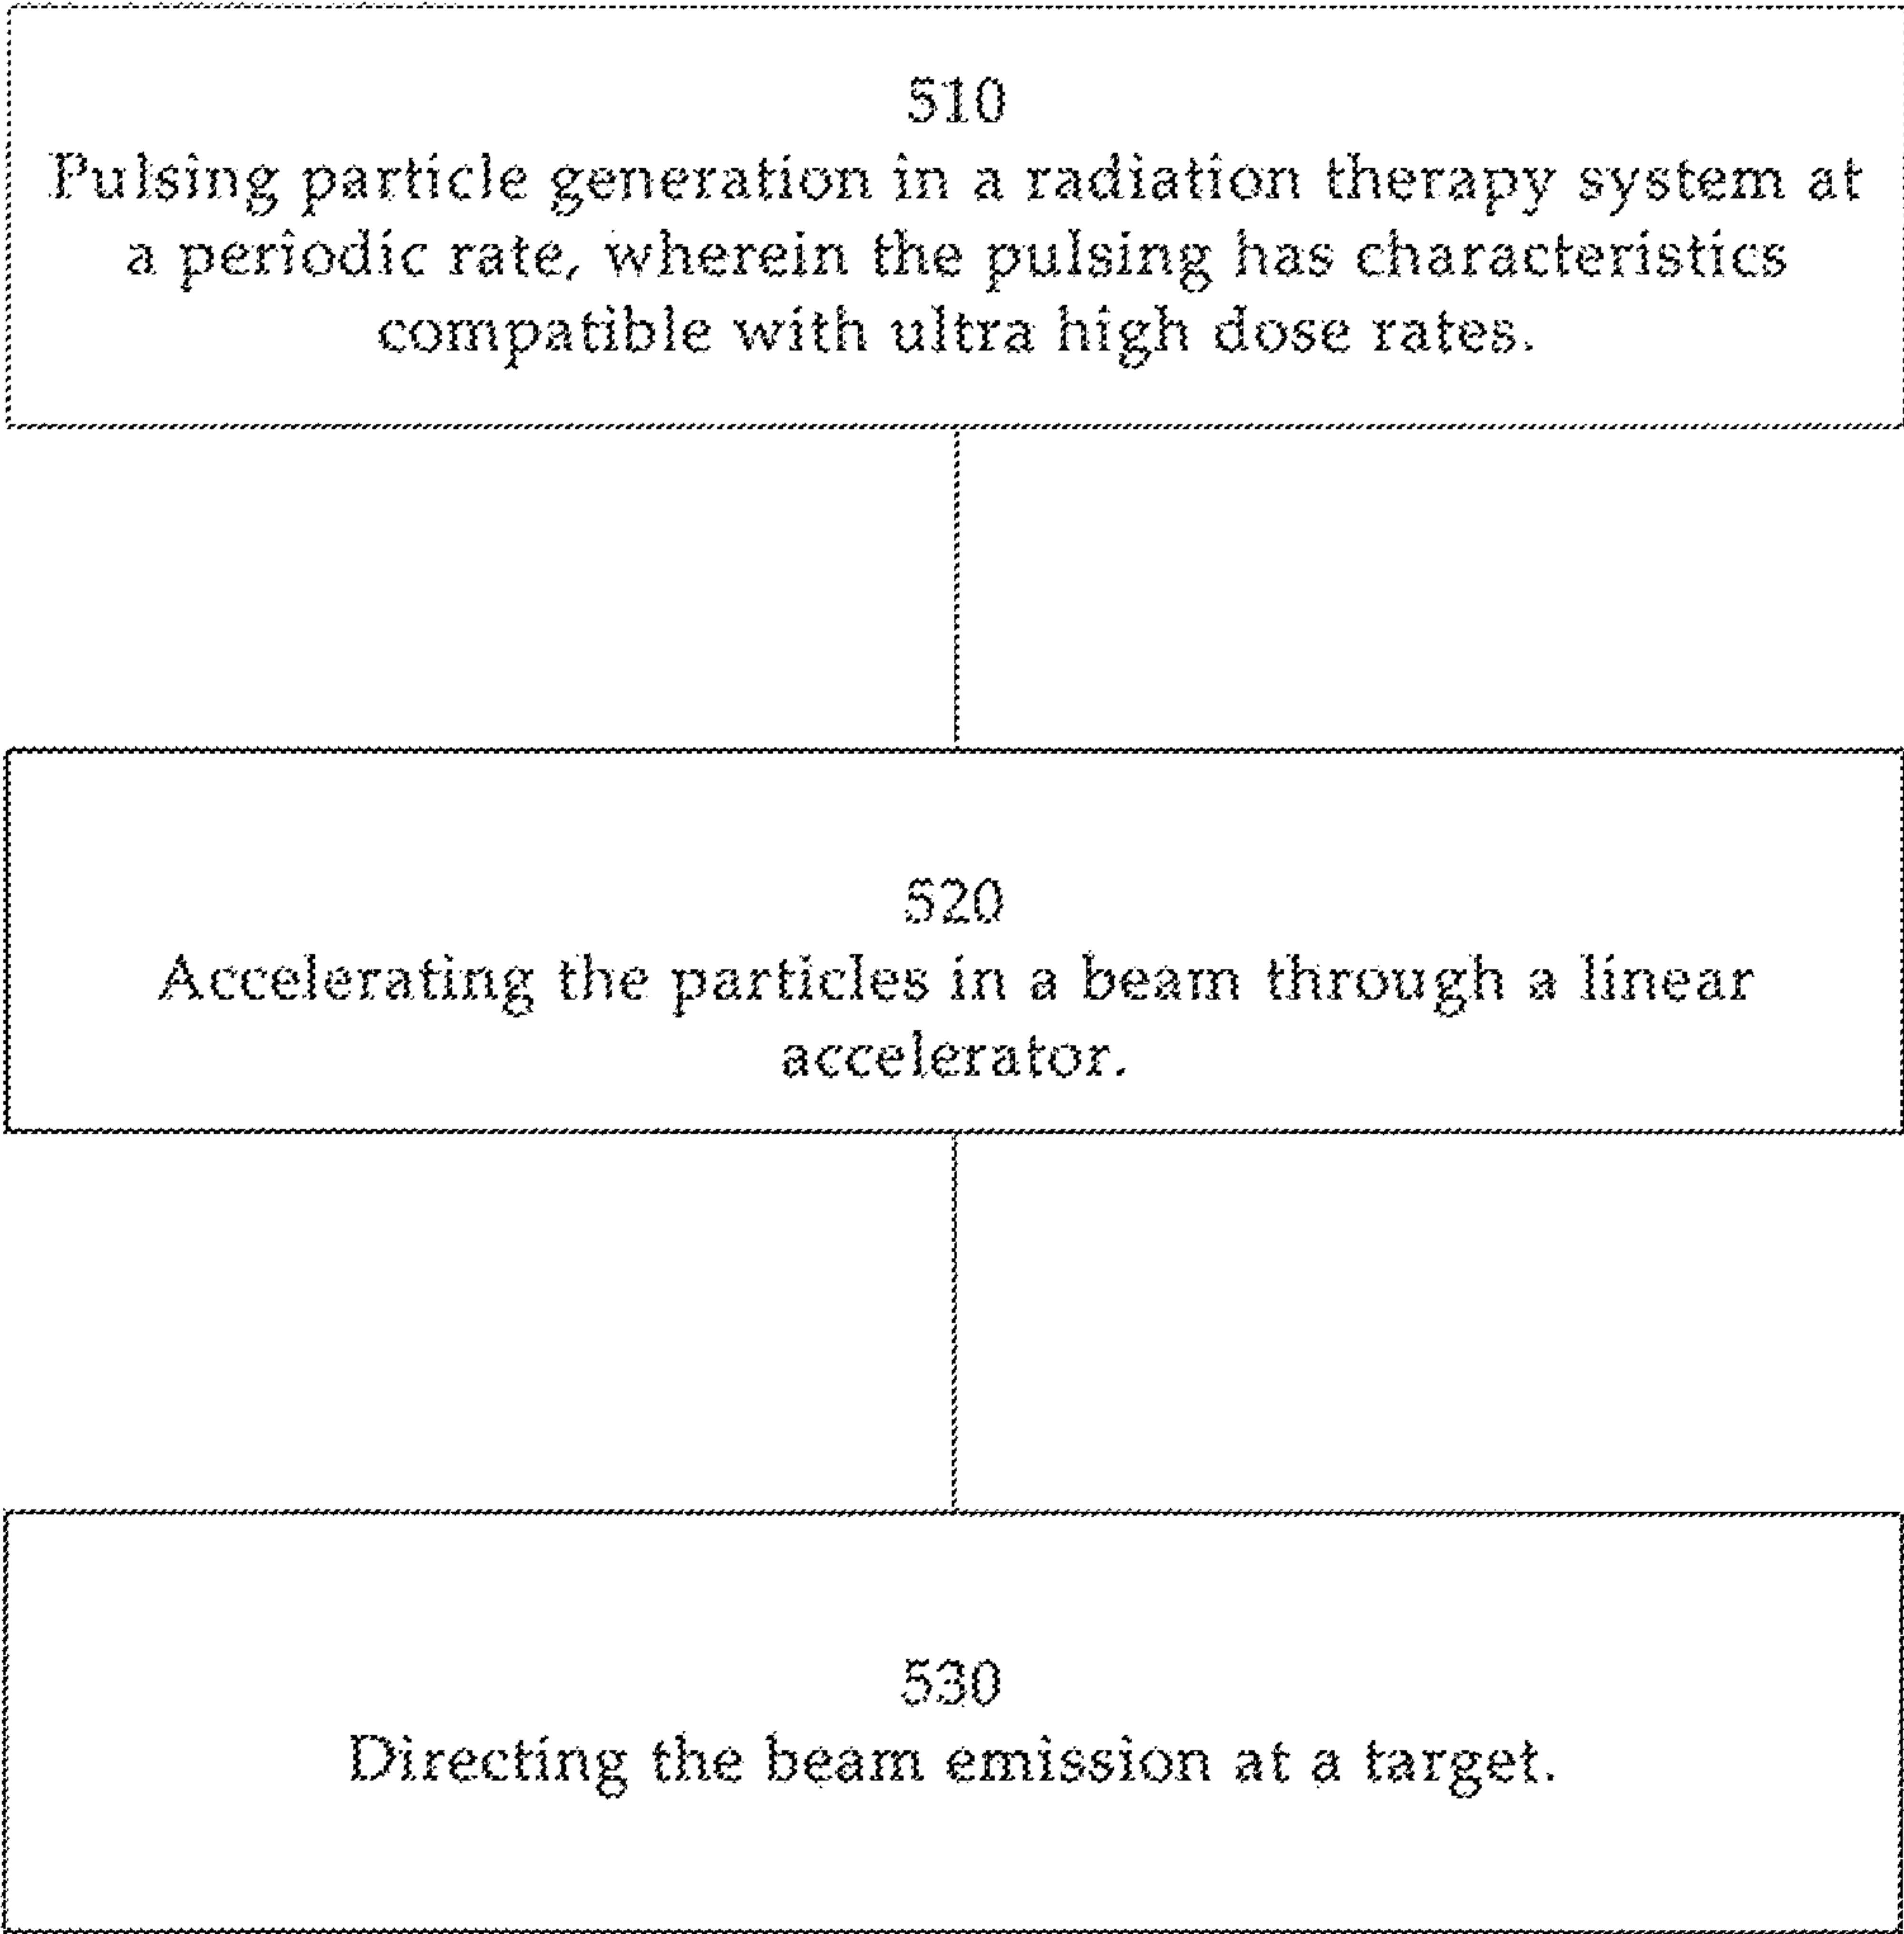 510
Pulsing particle generation in a radiation therapy system at
a periodic rate, wherein the pulsing has characteristics
compatible with ultra high dose rates.
520
Accelerating the particles in a beam through a linear
accelerator.
530
Directing the beam emission at a target.